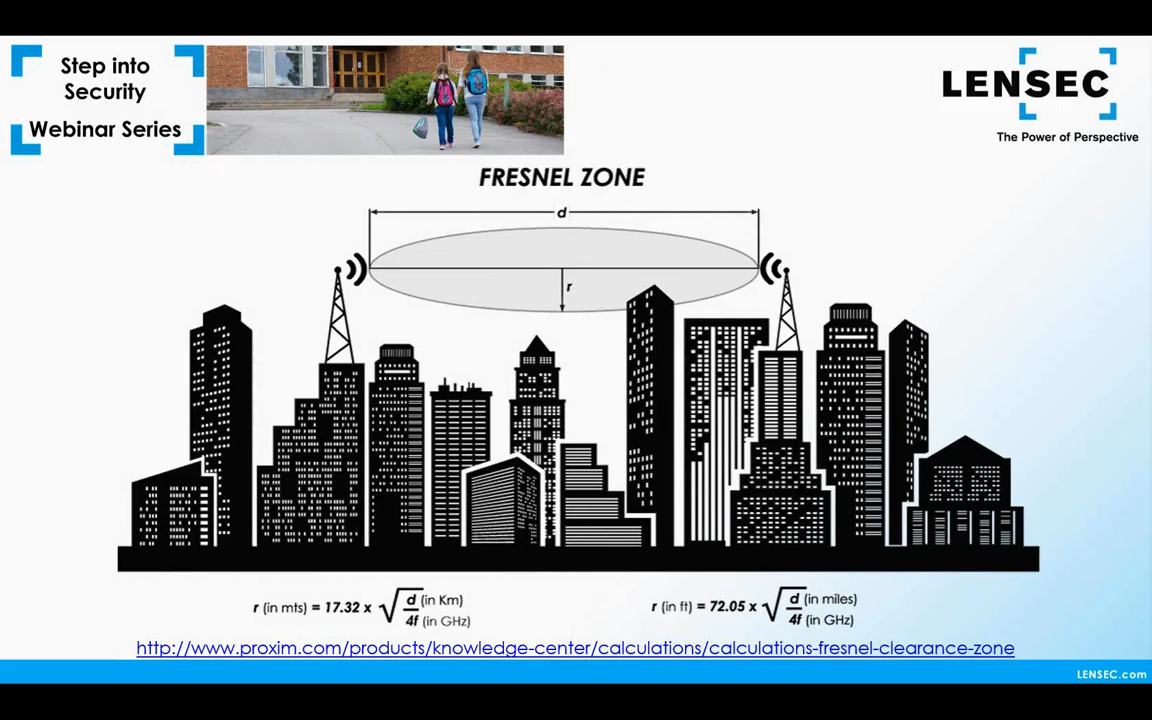 Step into
Security
Webinar Series
LENSEC
The Power of Perspective
FRESNEL ZONE
d
r
r (in mts) = 17.32 x √ d/4f (in Km) (in GHz)
r (in ft) = 72.05 x √ d/4f (in miles) (in GHz)
http://www.proxim.com/products/knowledge-center/calculations/calculations-fresnel-clearance-zone
LENSEC.com